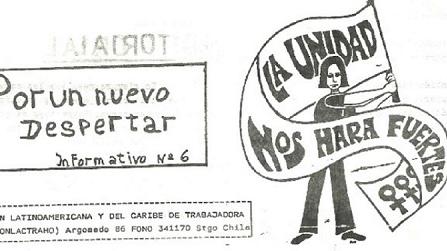 Por un nuevo
Despertar
Informativo Nº 6
LA UNIDAD
NOS HARA FUERTES
N LATINOAMERICANA Y DEL CARIBE DE TRABAJADORA
ONLACTRAHO) Argomedo 86 FONO 341170 Stgo Chile